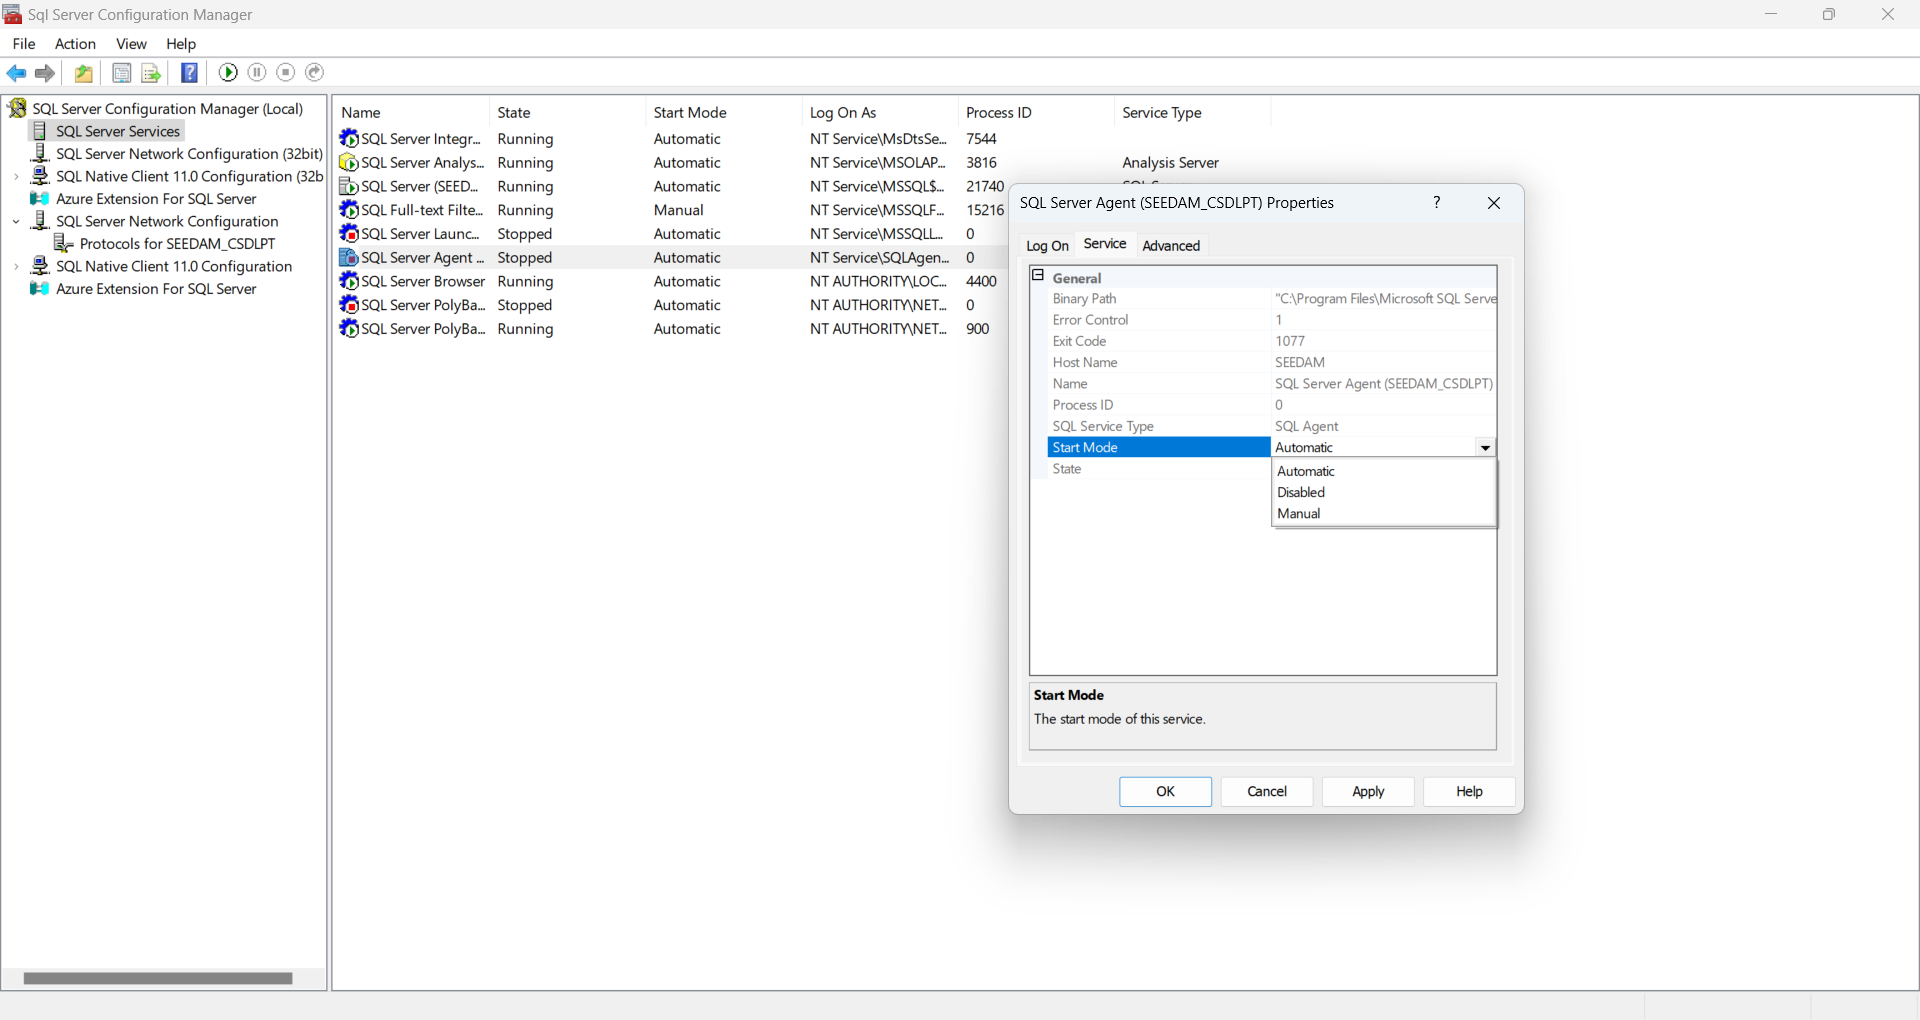 Sql Server Configuration Manager
File Action View Help
SQL Server Configuration Manager (Local)
SQL Server Services
SQL Server Network Configuration (32bit)
SQL Native Client 11.0 Configuration (32b
Azure Extension For SQL Server
SQL Server Network Configuration
Protocols for SEEDAM_CSDLPT
SQL Native Client 11.0 Configuration
Azure Extension For SQL Server
Name State Start Mode Log On As Process ID Service Type
SQL Server Integr... Running Automatic NT Service\MsDtsSe... 7544
SQL Server Analys... Running Automatic NT Service\MSOLAP... 3816 Analysis Server
SQL Server (SEED... Running Automatic NT Service\MSSQL$... 21740
SQL Full-text Filte... Running Manual NT Service\MSSQLF... 15216
SQL Server Launc... Stopped Automatic NT Service\MSSQLL... 0
SQL Server Agent ... Stopped Automatic NT Service\SQLAgen... 0
SQL Server Browser Running Automatic NT AUTHORITY\LOC... 4400
SQL Server PolyBa... Stopped Automatic NT AUTHORITY\NET... 0
SQL Server PolyBa... Running Automatic NT AUTHORITY\NET... 900
SQL Server Agent (SEEDAM_CSDLPT) Properties ?
Log On Service Advanced
General
Binary Path "C:\Program Files\Microsoft SQL Serve
Error Control 1
Exit Code 1077
Host Name SEEDAM
Name SQL Server Agent (SEEDAM_CSDLPT)
Process ID 0
SQL Service Type SQL Agent
Start Mode Automatic
State
Automatic
Disabled
Manual
Start Mode
The start mode of this service.
OK Cancel Apply Help